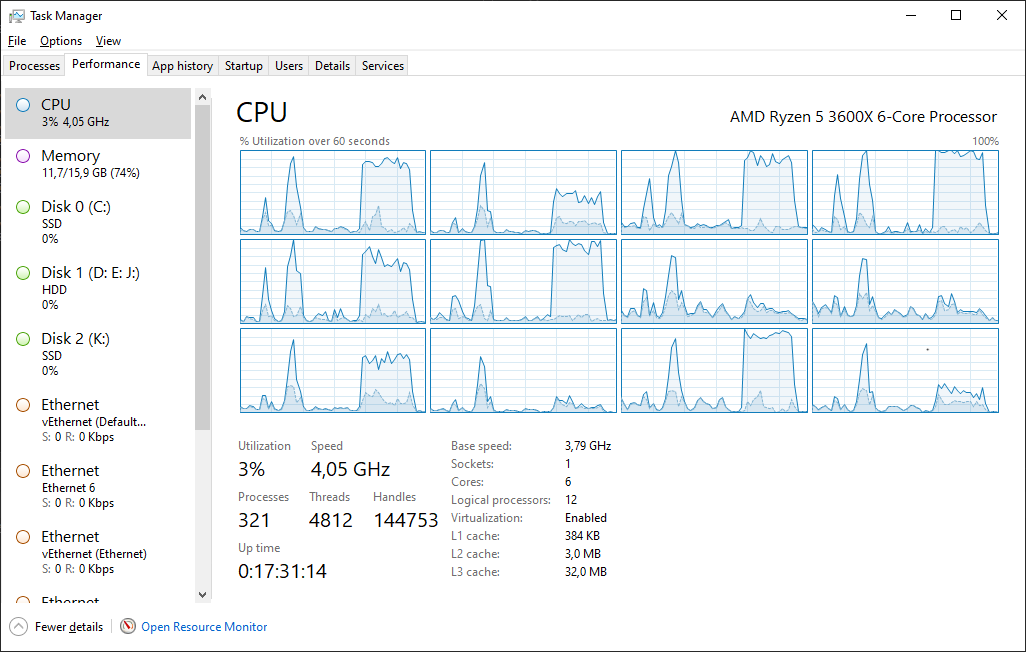 Task Manager
File Options View
Processes Performance App history Startup Users Details Services
CPU
3% 4,05 GHz
Memory
11,7/15,9 GB (74%)
Disk 0 (C:)
SSD
0%
Disk 1 (D: E: J:)
HDD
0%
Disk 2 (K:)
SSD
0%
Ethernet
vEthernet (Default...
S: 0 R: 0 Kbps
Ethernet
Ethernet 6
S: 0 R: 0 Kbps
Ethernet
vEthernet (Ethernet)
S: 0 R: 0 Kbps
Ethernet
CPU AMD Ryzen 5 3600X 6-Core Processor
% Utilization over 60 seconds 100%
Utilization Speed
3% 4,05 GHz
Processes Threads Handles
321 4812 144753
Up time
0:17:31:14
Base speed: 3,79 GHz
Sockets: 1
Cores: 6
Logical processors: 12
Virtualization: Enabled
L1 cache: 384 KB
L2 cache: 3,0 MB
L3 cache: 32,0 MB
Fewer details Open Resource Monitor